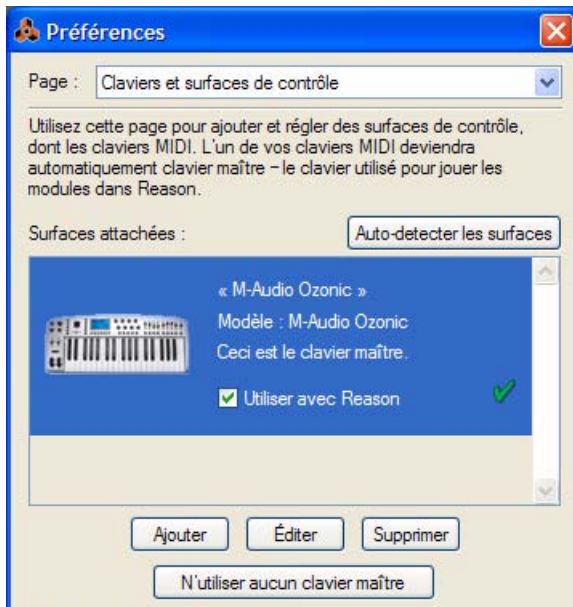 Préférences
Page : Claviers et surfaces de contrôle
Utilisez cette page pour ajouter et régler des surfaces de contrôle,
dont les claviers MIDI. L'un de vos claviers MIDI deviendra
automatiquement clavier maître – le clavier utilisé pour jouer les
modules dans Reason.
Surfaces attachées : Auto-detecter les surfaces
« M-Audio Ozonic »
Modèle : M-Audio Ozonic
Ceci est le clavier maître.
Utiliser avec Reason
Ajouter Éditer Supprimer
N'utiliser aucun clavier maître